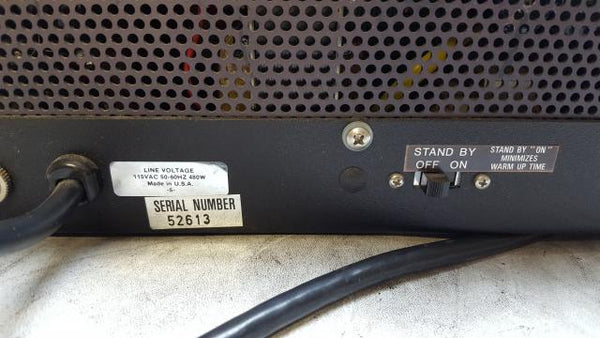 LINE VOLTAGE
115VAC 50-60HZ 480W
Made in U.S.A.
-S-
SERIAL NUMBER
52613
STAND BY
OFF ON
STAND BY "ON"
MINIMIZES
WARM UP TIME